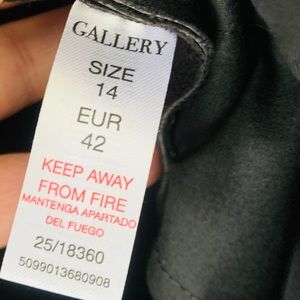 GALLERY
SIZE
14
EUR
42
KEEP AWAY
FROM FIRE
MANTENGA APARTADO
DEL FUEGO
25/18360
5099013680908